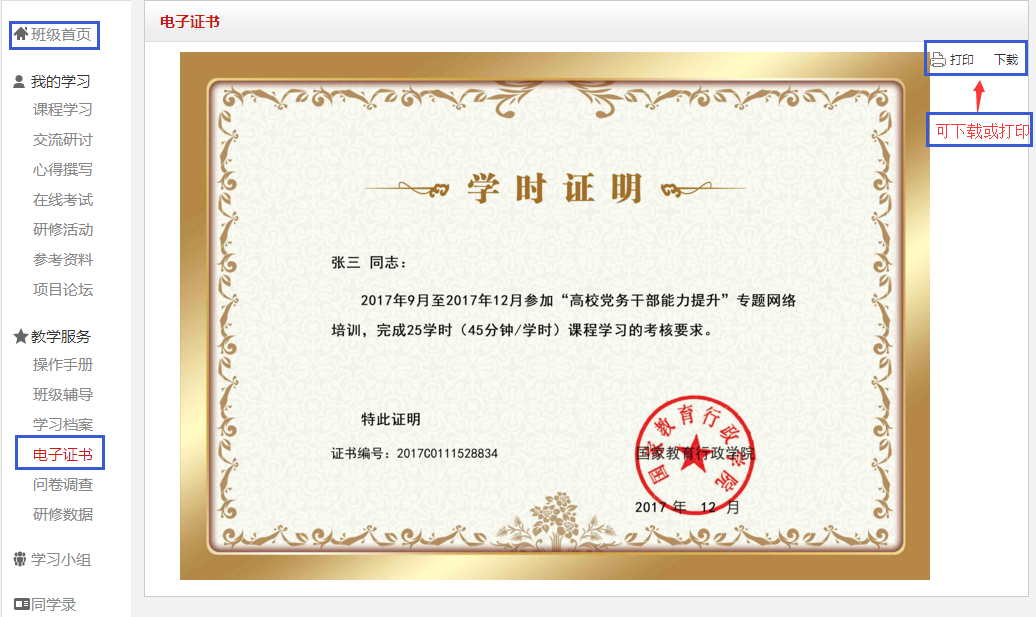 班级首页
我的学习
课程学习
交流研讨
心得撰写
在线考试
研修活动
参考资料
项目论坛
教学服务
操作手册
班级辅导
学习档案
电子证书
问卷调查
研修数据
学习小组
同学录
电子证书
打印 下载
可下载或打印
学时证明
张三 同志：
2017年9月至2017年12月参加“高校党务干部能力提升”专题网络
培训，完成25学时（45分钟/学时）课程学习的考核要求。
特此证明
证书编号：2017C0111528834
国家教育行政学院
国家教育行政学院
2017 年 12 月